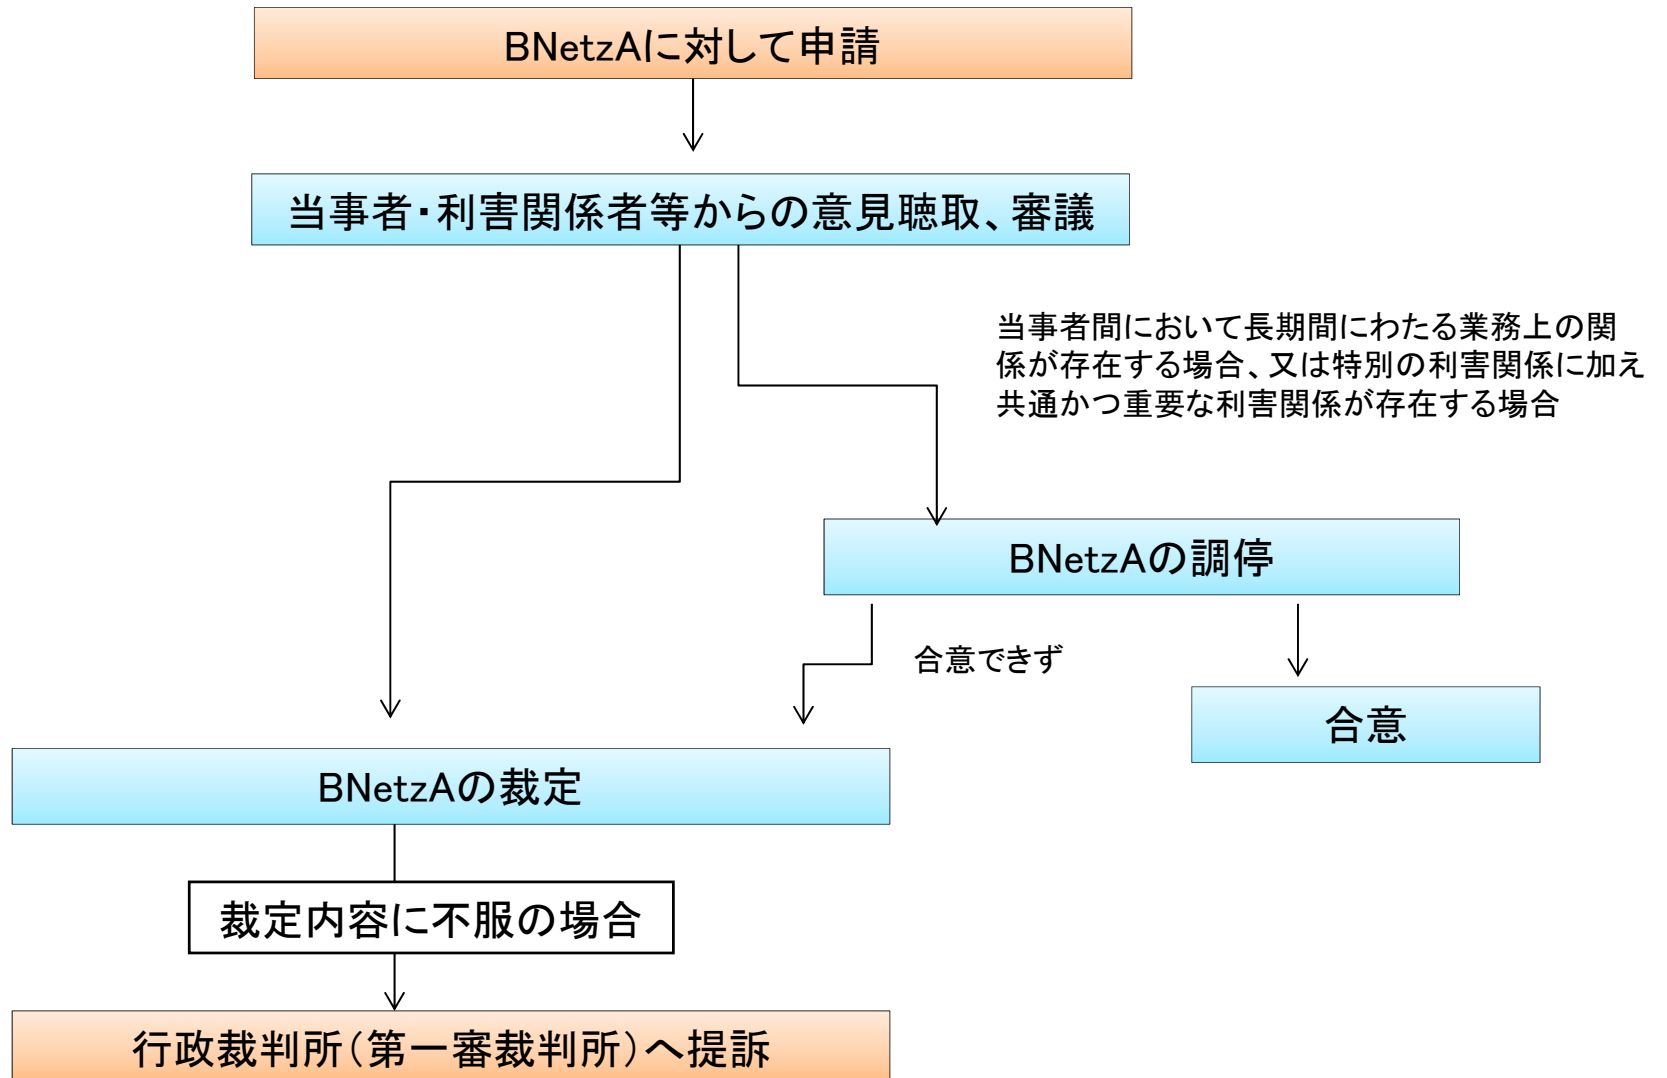 BNetzAに対して申請
当事者・利害関係者等からの意見聴取、審議
当事者間において長期間にわたる業務上の関
係が存在する場合、又は特別の利害関係に加え
共通かつ重要な利害関係が存在する場合
BNetzAの調停
合意できず
合意
BNetzAの裁定
裁定内容に不服の場合
行政裁判所（第一審裁判所）へ提訴